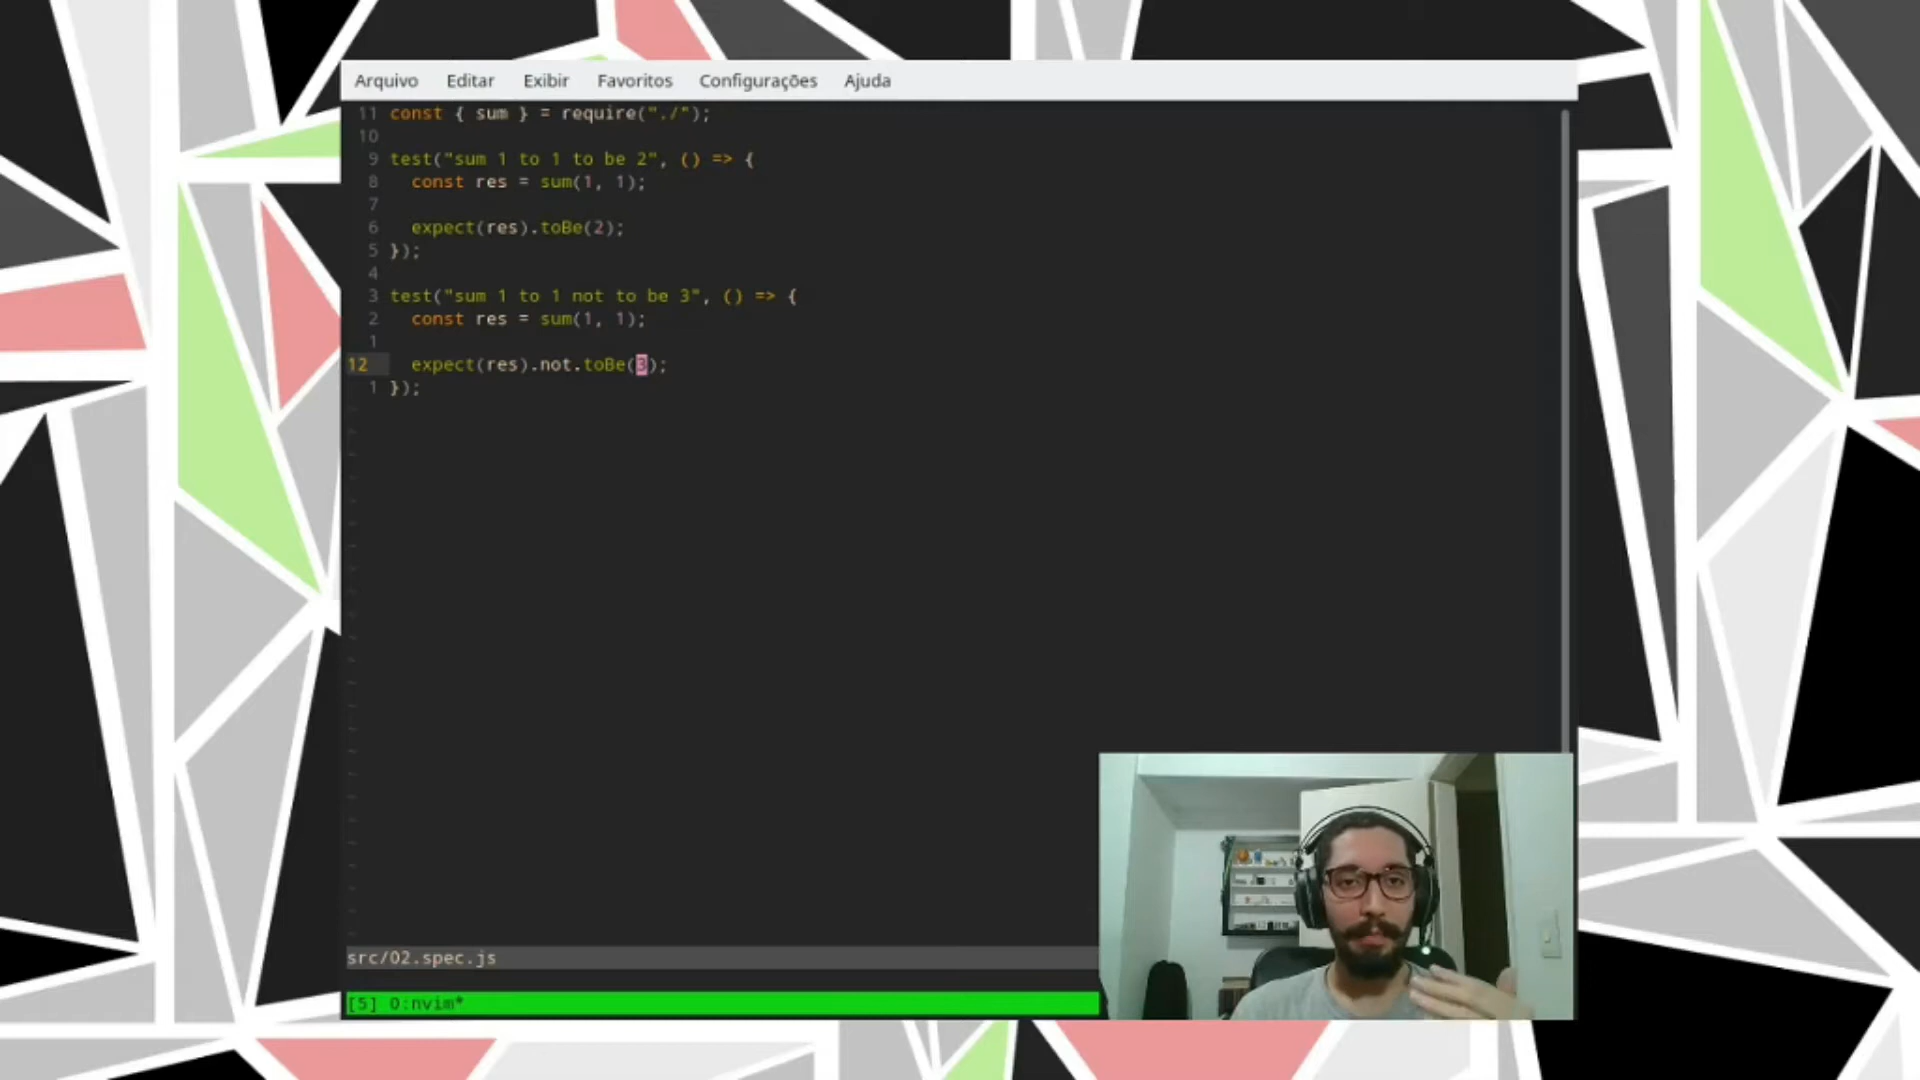 Arquivo Editar Exibir Favoritos Configurações Ajuda
11 const { sum } = require("./");
10
9 test("sum 1 to 1 to be 2", () => {
8 const res = sum(1, 1);
7
6 expect(res).toBe(2);
5 });
4
3 test("sum 1 to 1 not to be 3", () => {
2 const res = sum(1, 1);
1
12 expect(res).not.toBe(3);
1 });
src/02.spec.js
[5] 0:nvim*